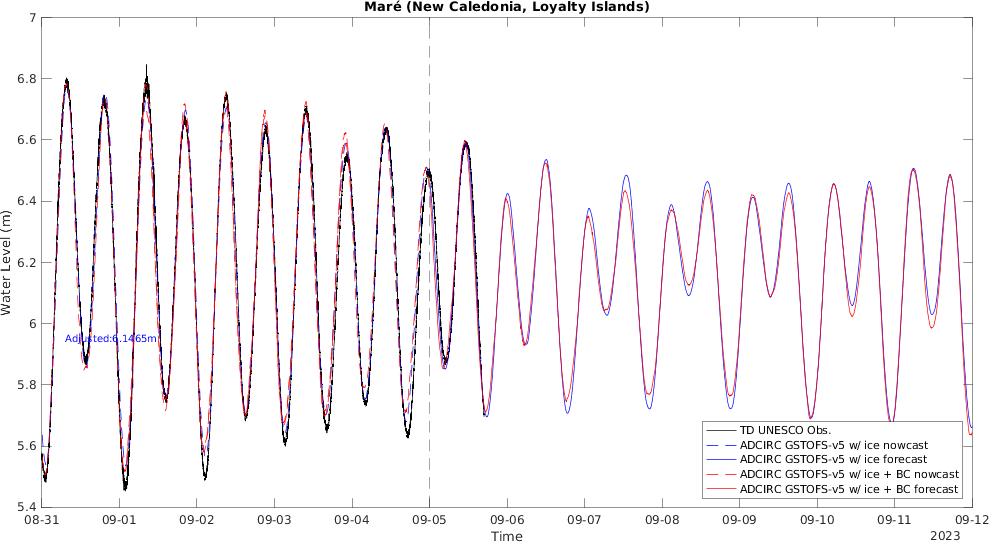 Maré (New Caledonia, Loyalty Islands)
7
6.8
6.6
6.4
6.2
6
5.8
5.6
5.4
Water Level (m)
Adjusted:6.1465m
TD UNESCO Obs.
ADCIRC GSTOFS-v5 w/ ice nowcast
ADCIRC GSTOFS-v5 w/ ice forecast
ADCIRC GSTOFS-v5 w/ ice + BC nowcast
ADCIRC GSTOFS-v5 w/ ice + BC forecast
08-31 09-01 09-02 09-03 09-04 09-05 09-06 09-07 09-08 09-09 09-10 09-11 09-12
Time
2023